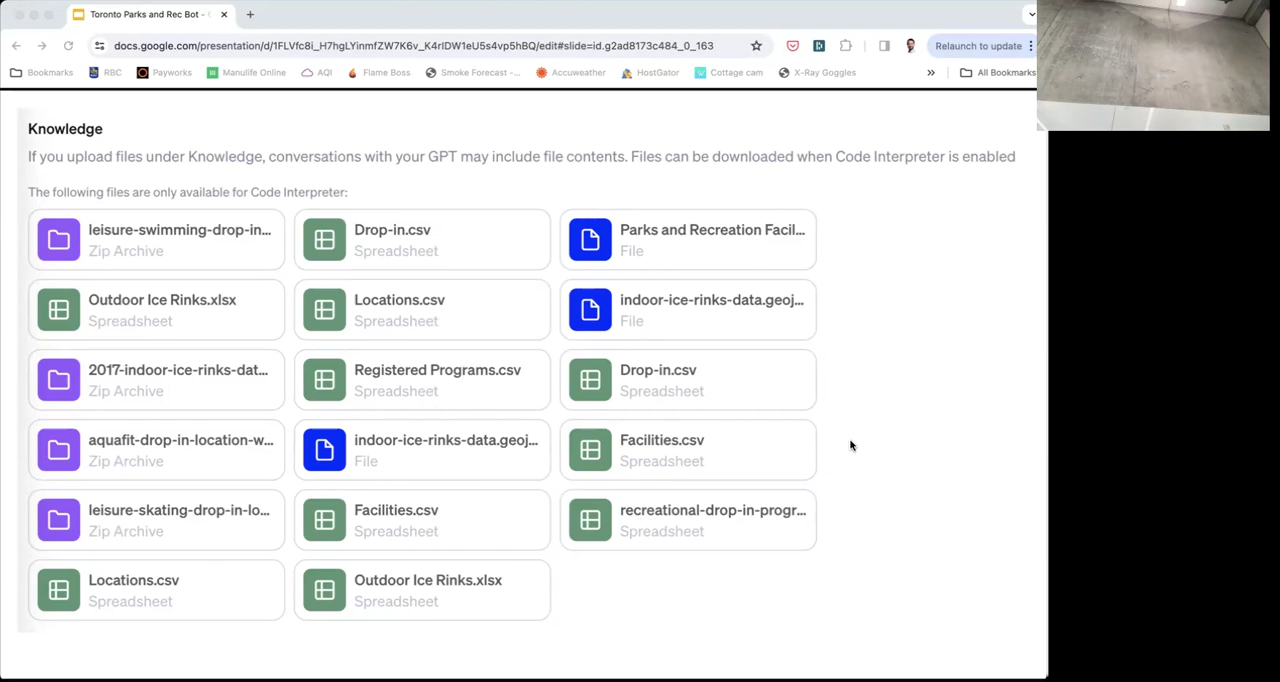 Toronto Parks and Rec Bot -
docs.google.com/presentation/d/1FLVfc8i_H7hgLYinmfZW7K6v_K4rIDW1eU5s4vp5hBQ/edit#slide=id.g2ad8173c484_0_163
Relaunch to update
Bookmarks RBC Payworks Manulife Online AQI Flame Boss Smoke Forecast -... Accuweather HostGator Cottage cam X-Ray Goggles » All Bookmarks
Knowledge
If you upload files under Knowledge, conversations with your GPT may include file contents. Files can be downloaded when Code Interpreter is enabled
The following files are only available for Code Interpreter:
leisure-swimming-drop-in... Drop-in.csv Parks and Recreation Facil...
Zip Archive Spreadsheet File
Outdoor Ice Rinks.xlsx Locations.csv indoor-ice-rinks-data.geoj...
Spreadsheet Spreadsheet File
2017-indoor-ice-rinks-dat... Registered Programs.csv Drop-in.csv
Zip Archive Spreadsheet Spreadsheet
aquafit-drop-in-location-w... indoor-ice-rinks-data.geoj... Facilities.csv
Zip Archive File Spreadsheet
leisure-skating-drop-in-lo... Facilities.csv recreational-drop-in-progr...
Zip Archive Spreadsheet Spreadsheet
Locations.csv Outdoor Ice Rinks.xlsx
Spreadsheet Spreadsheet